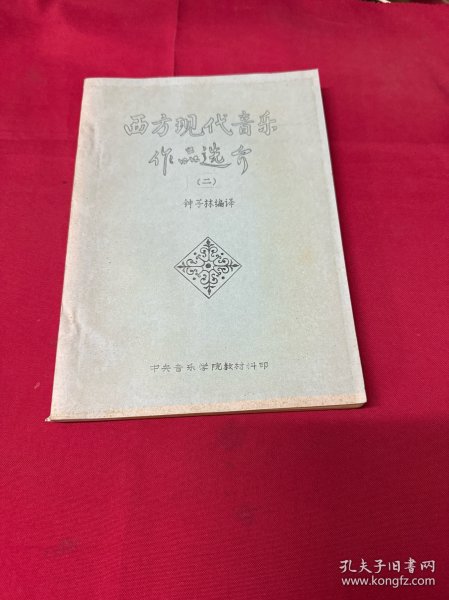 西方现代音乐
作品选介
（二）
钟子林编译
中央音乐学院教材科印
孔夫子旧书网
www.kongfz.com